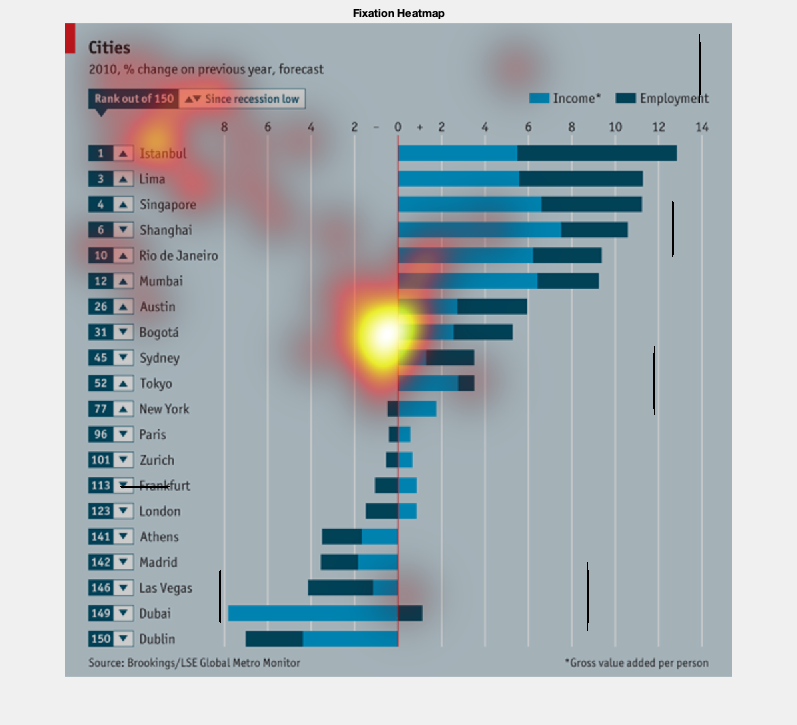 Fixation Heatmap
Cities
2010, % change on previous year, forecast
Rank out of 150 ▲▼ Since recession low
Income* Employment
8 6 4 2 – 0 + 2 4 6 8 10 12 14
1 ▲ Istanbul
3 ▲ Lima
4 ▲ Singapore
6 ▼ Shanghai
10 ▲ Rio de Janeiro
12 ▲ Mumbai
26 ▲ Austin
31 ▼ Bogotá
45 ▼ Sydney
52 ▲ Tokyo
77 ▲ New York
96 ▼ Paris
101 ▼ Zurich
113 ▼ Frankfurt
123 ▼ London
141 ▼ Athens
142 ▼ Madrid
146 ▼ Las Vegas
149 ▼ Dubai
150 ▼ Dublin
Source: Brookings/LSE Global Metro Monitor
*Gross value added per person